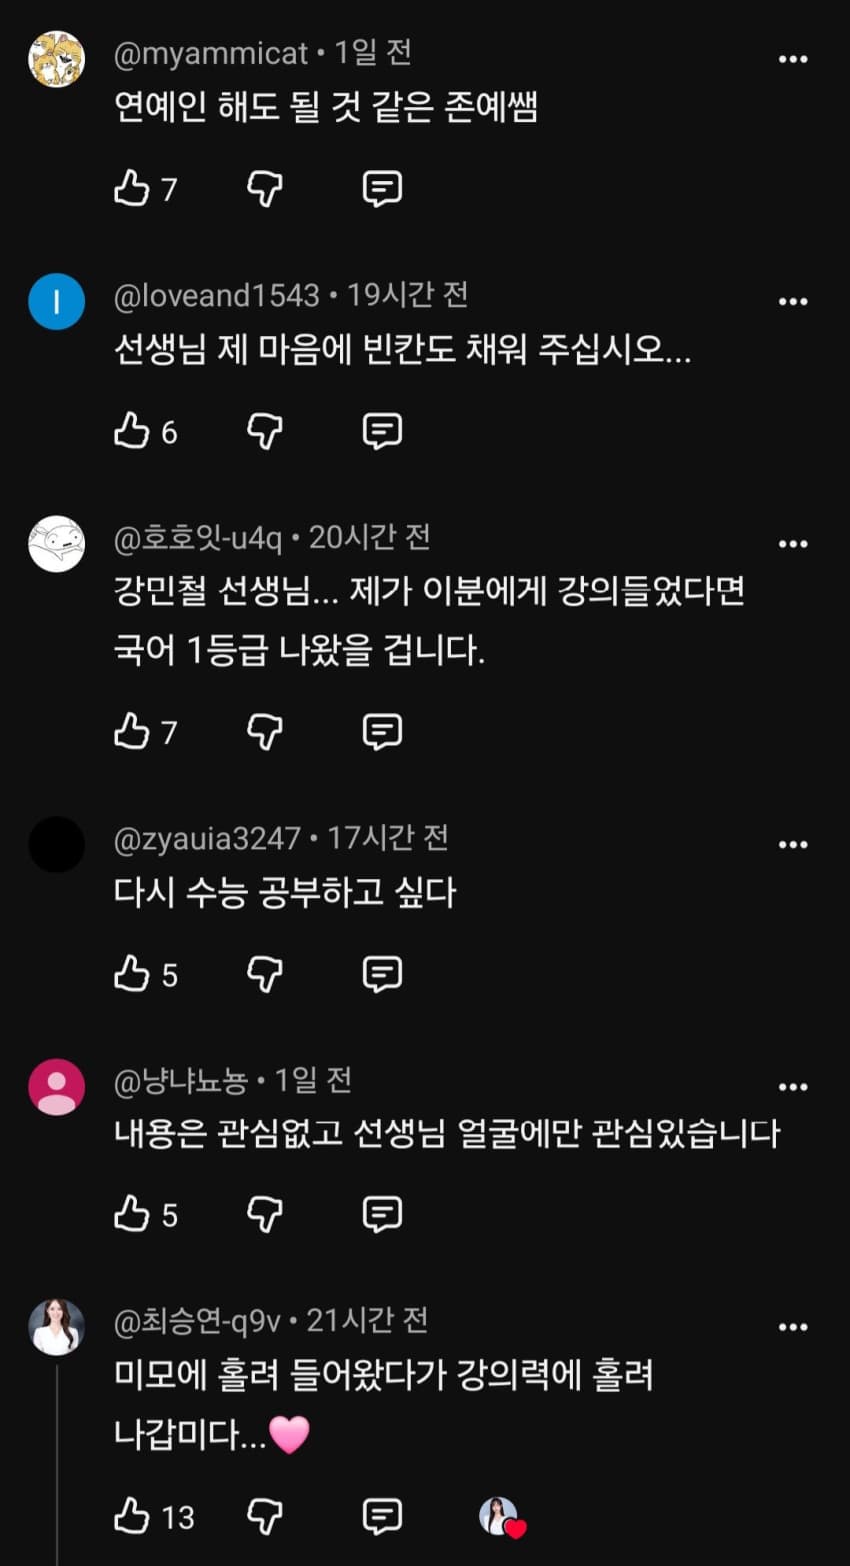 @myammicat • 1일 전
연예인 해도 될 것 같은 존예쌤
7
I
@loveand1543 • 19시간 전
선생님 제 마음에 빈칸도 채워 주십시오...
6
@호호잇-u4q • 20시간 전
강민철 선생님... 제가 이분에게 강의들었다면
국어 1등급 나왔을 겁니다.
7
@zyauia3247 • 17시간 전
다시 수능 공부하고 싶다
5
@냥냐뇨뇽 • 1일 전
내용은 관심없고 선생님 얼굴에만 관심있습니다
5
@최승연-q9v • 21시간 전
미모에 홀려 들어왔다가 강의력에 홀려
나갑미다...🩷
13